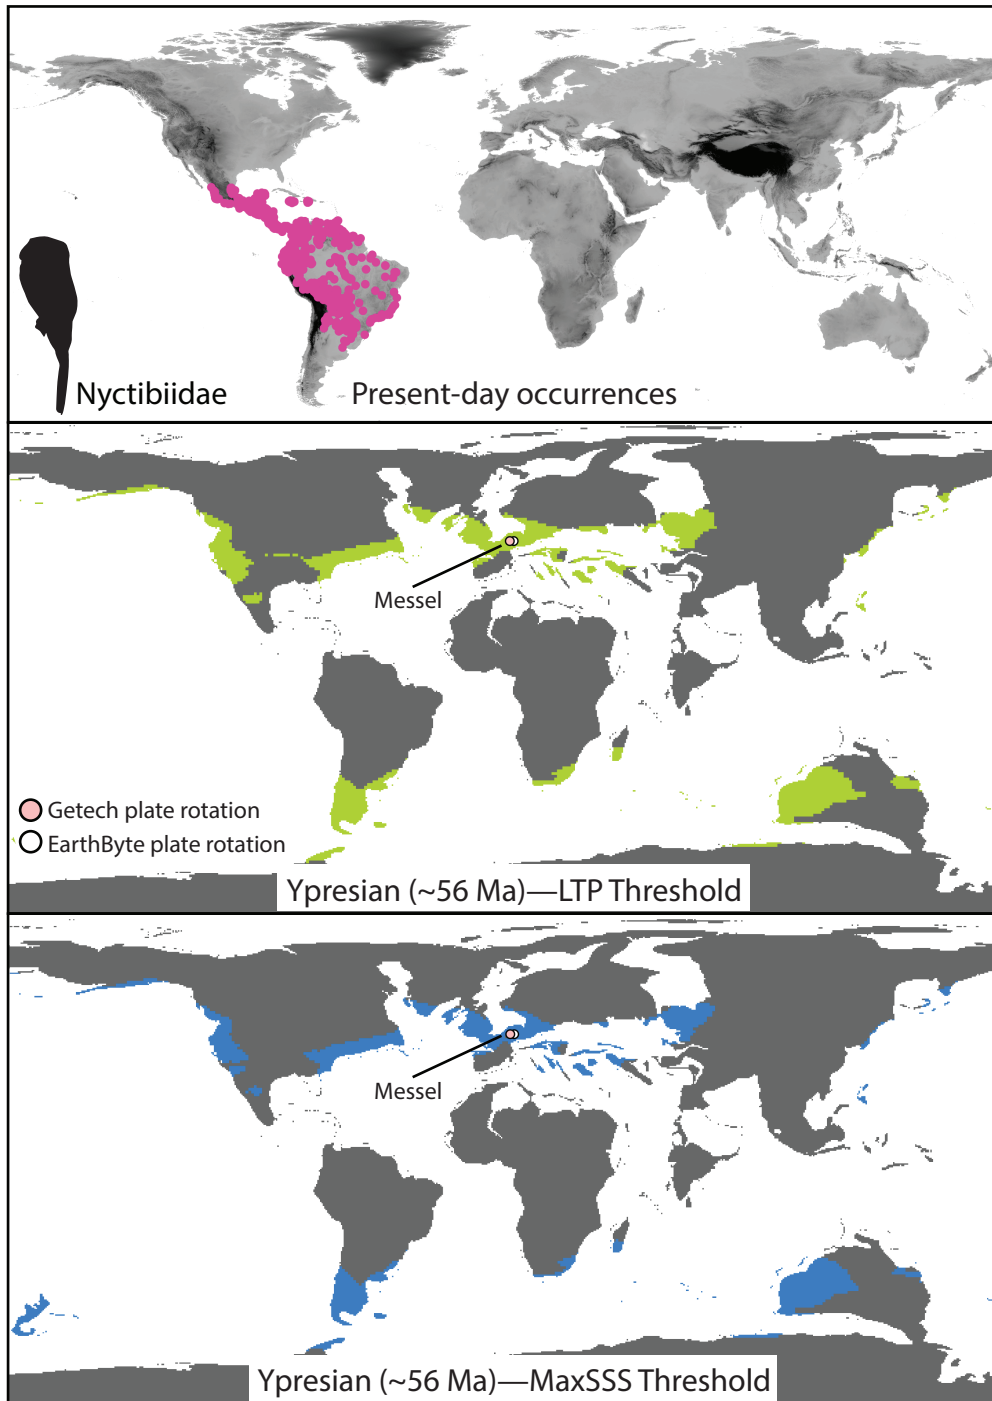 Nyctibiidae
Present-day occurrences
Messel
Getech plate rotation
EarthByte plate rotation
Ypresian (~56 Ma)—LTP Threshold
Messel
Ypresian (~56 Ma)—MaxSSS Threshold